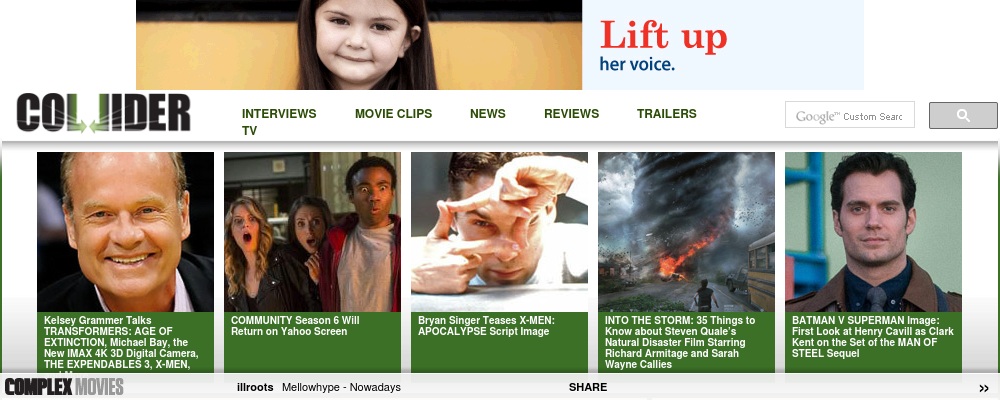 Lift up
her voice.
COLLIDER
INTERVIEWS MOVIE CLIPS NEWS REVIEWS TRAILERS
TV
Google™ Custom Searc
Kelsey Grammer Talks
TRANSFORMERS: AGE OF
EXTINCTION, Michael Bay, the
New IMAX 4K 3D Digital Camera,
THE EXPENDABLES 3, X-MEN,
COMMUNITY Season 6 Will
Return on Yahoo Screen
Bryan Singer Teases X-MEN:
APOCALYPSE Script Image
INTO THE STORM: 35 Things to
Know about Steven Quale's
Natural Disaster Film Starring
Richard Armitage and Sarah
Wayne Callies
BATMAN V SUPERMAN Image:
First Look at Henry Cavill as Clark
Kent on the Set of the MAN OF
STEEL Sequel
COMPLEX MOVIES
illroots Mellowhype - Nowadays SHARE »